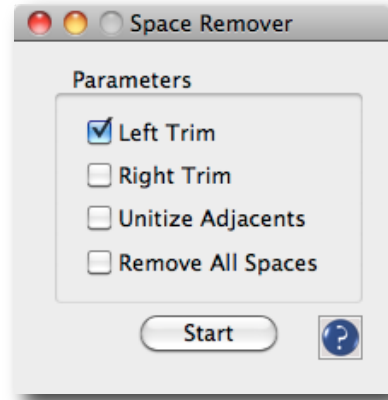 Space Remover
Parameters
Left Trim
Right Trim
Unitize Adjacents
Remove All Spaces
Start
?